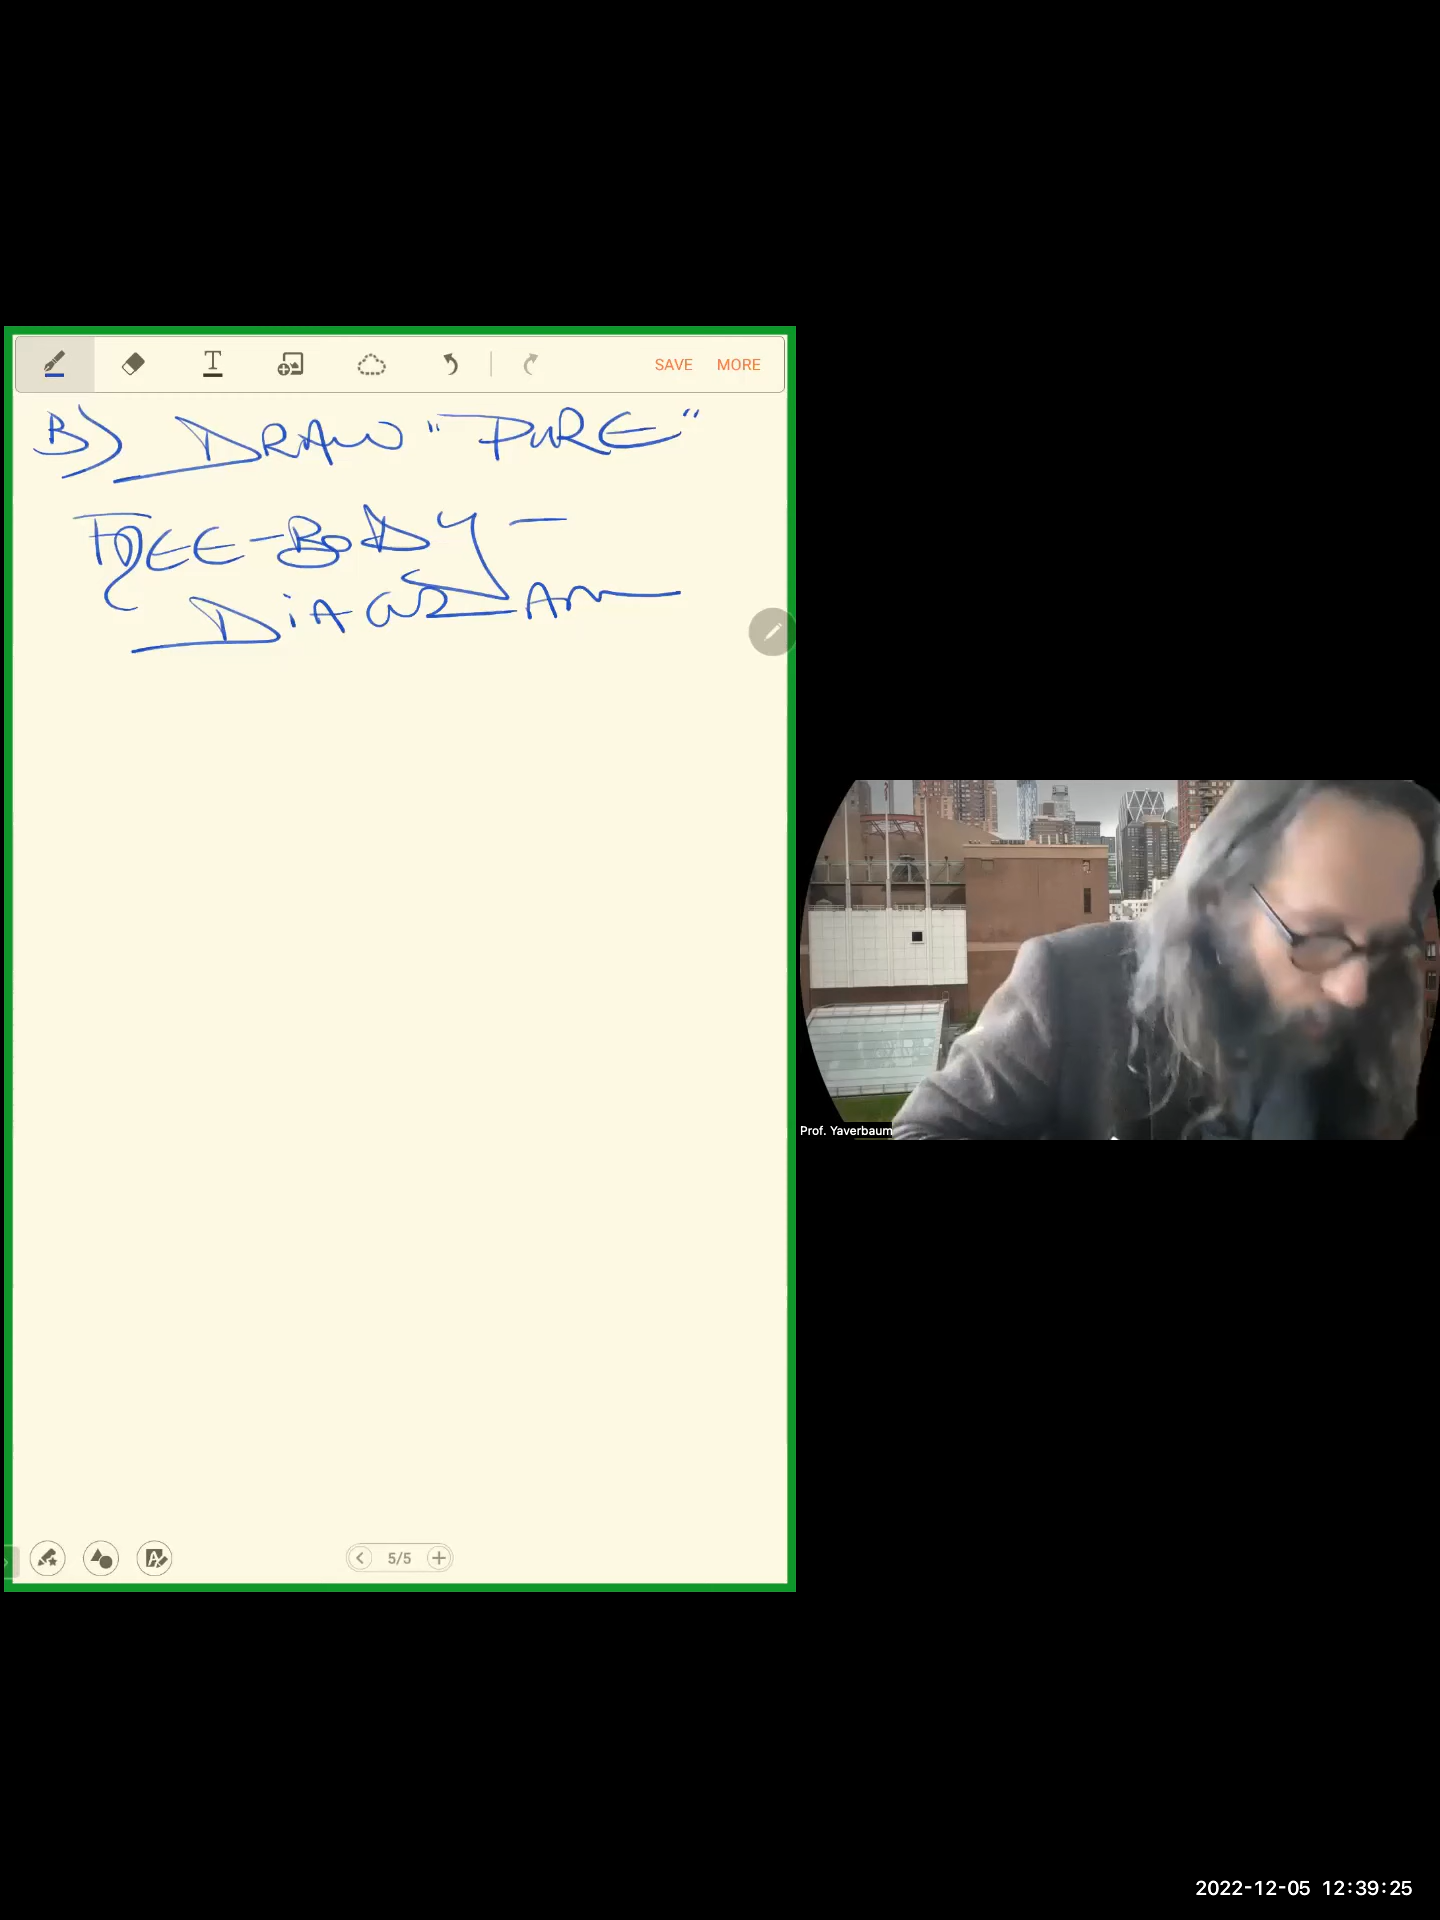 SAVE MORE
B) DRAW "PURE"
FREE-BODY-
DIAGRAM
Prof. Yaverbaum
5/5
2022-12-05 12:39:25